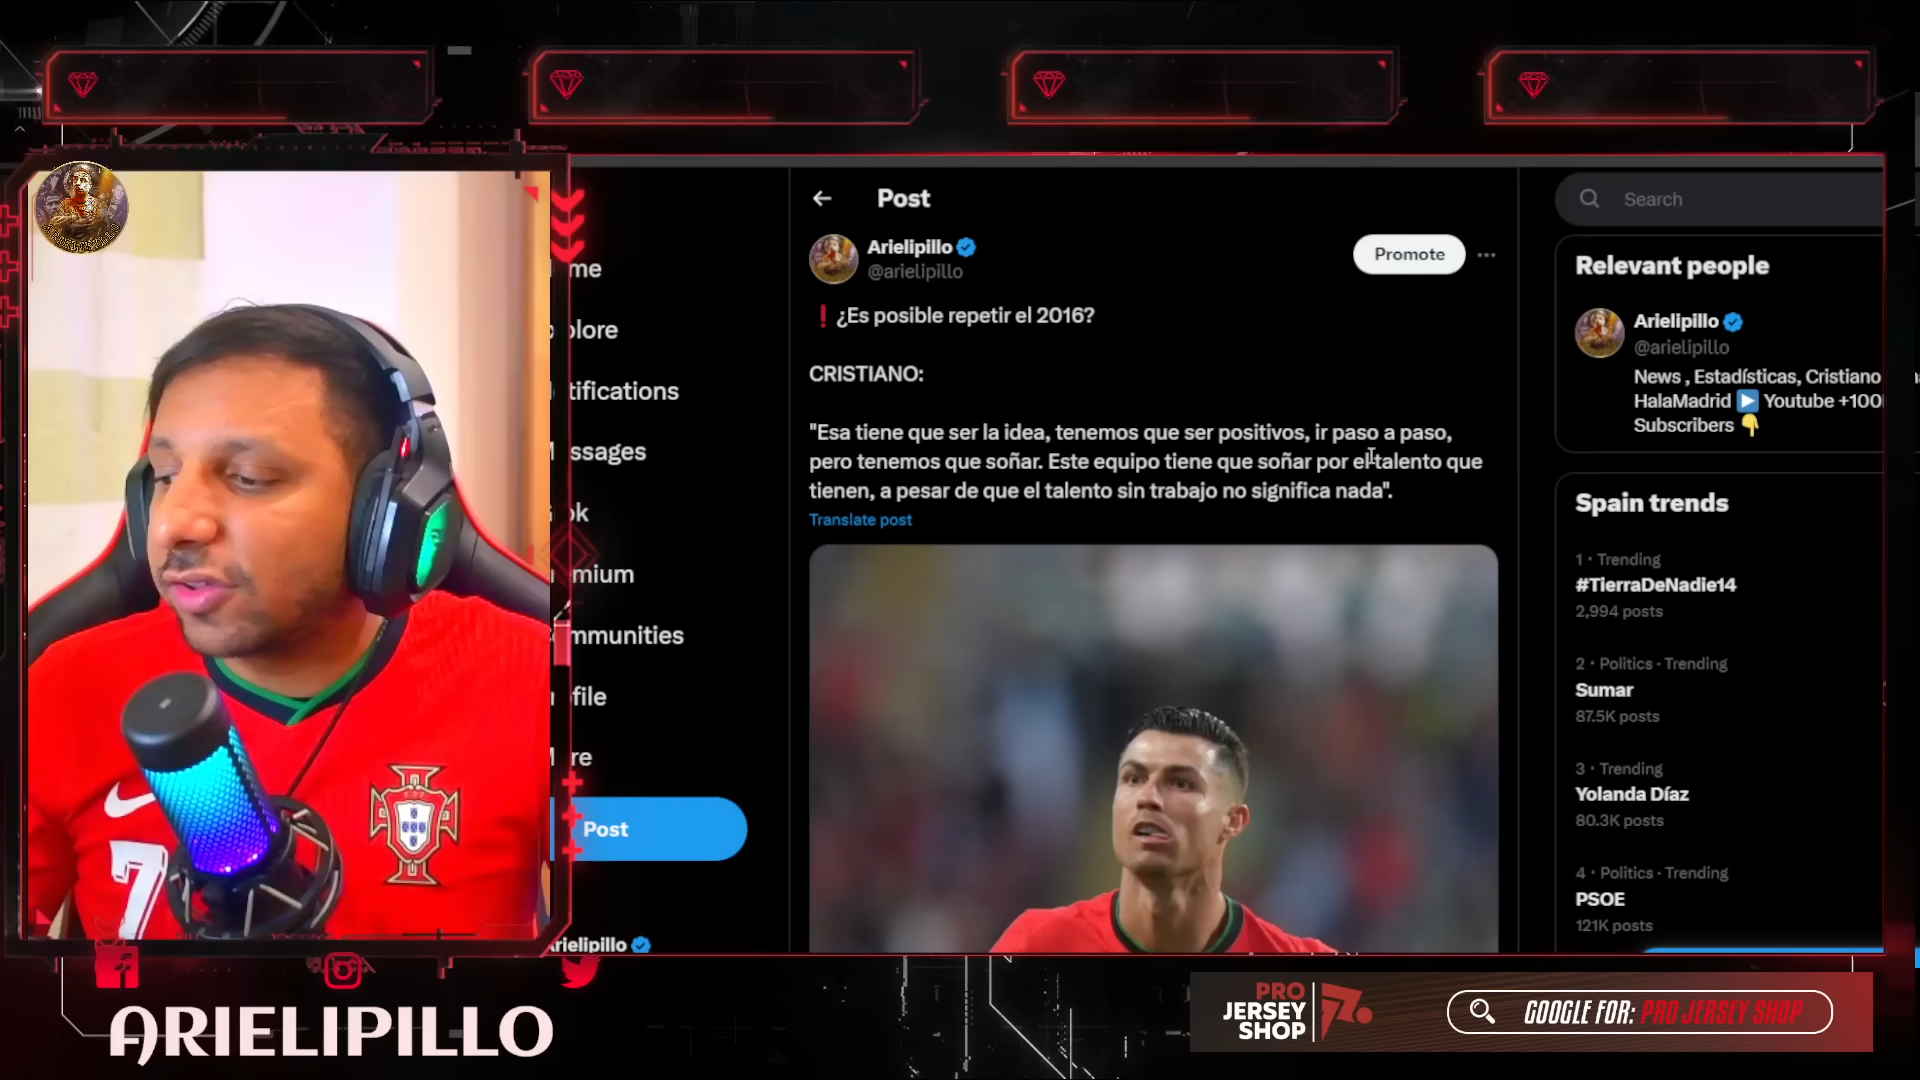 Post
Arielipillo
@arielipillo
Promote
❗ ¿Es posible repetir el 2016?
CRISTIANO:
"Esa tiene que ser la idea, tenemos que ser positivos, ir paso a paso,
pero tenemos que soñar. Este equipo tiene que soñar por el talento que
tienen, a pesar de que el talento sin trabajo no significa nada".
Translate post
me
plore
tifications
ssages
ok
mium
mmunities
file
re
Post
rielipillo
Search
Relevant people
Arielipillo
@arielipillo
News , Estadísticas, Cristiano
HalaMadrid ▶️ Youtube +100
Subscribers 👇
Spain trends
1 · Trending
#TierraDeNadie14
2,994 posts
2 · Politics · Trending
Sumar
87.5K posts
3 · Trending
Yolanda Díaz
80.3K posts
4 · Politics · Trending
PSOE
121K posts
7
ARIELIPILLO
PRO
JERSEY
SHOP
GOOGLE FOR: PRO JERSEY SHOP